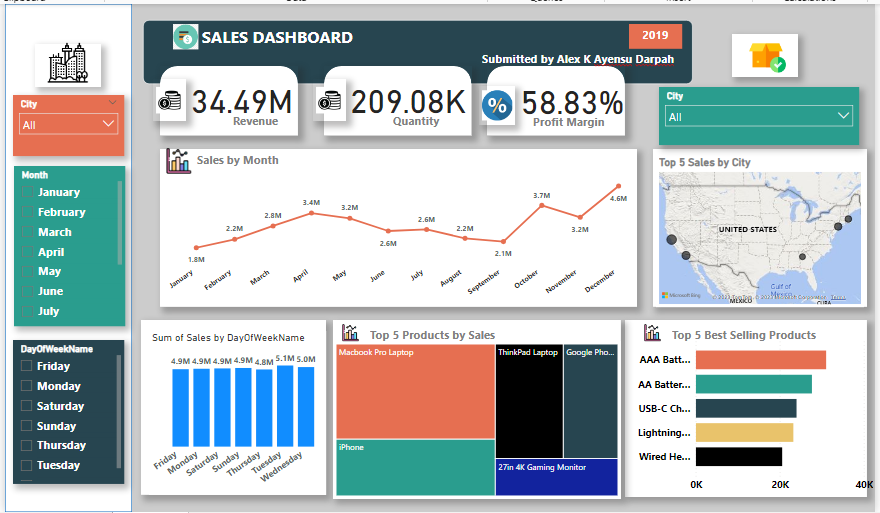 SALES DASHBOARD
2019
Submitted by Alex K Ayensu Darpah
34.49M
Revenue
209.08K
Quantity
%
58.83%
Profit Margin
City
All
City
All
Month
January
February
March
April
May
June
July
DayOfWeekName
Friday
Monday
Saturday
Sunday
Thursday
Tuesday
Sales by Month
1.8M
2.2M
2.8M
3.4M
3.2M
2.6M
2.6M
2.2M
2.1M
3.7M
3.2M
4.6M
January
February
March
April
May
June
July
August
September
October
November
December
Top 5 Sales by City
UNITED STATES
Gulf of
Mexico
MEXICO
CUBA
Microsoft Bing
Terms
Sum of Sales by DayOfWeekName
4.9M 4.9M 4.9M 4.9M 4.8M 5.1M 5.0M
Friday
Monday
Saturday
Sunday
Thursday
Tuesday
Wednesday
Top 5 Products by Sales
Macbook Pro Laptop
ThinkPad Laptop
Google Pho...
iPhone
27in 4K Gaming Monitor
Top 5 Best Selling Products
AAA Batt...
AA Batter...
USB-C Ch...
Lightning...
Wired He...
0K
20K
40K